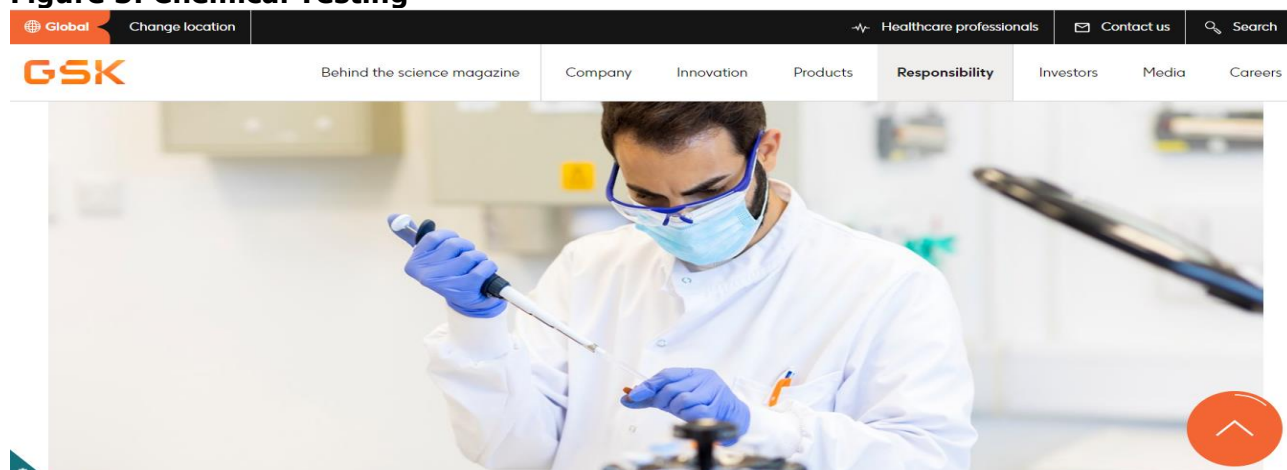 Figure 3: Chemical Testing
Global Change location Healthcare professionals Contact us Search
GSK Behind the science magazine Company Innovation Products Responsibility Investors Media Careers